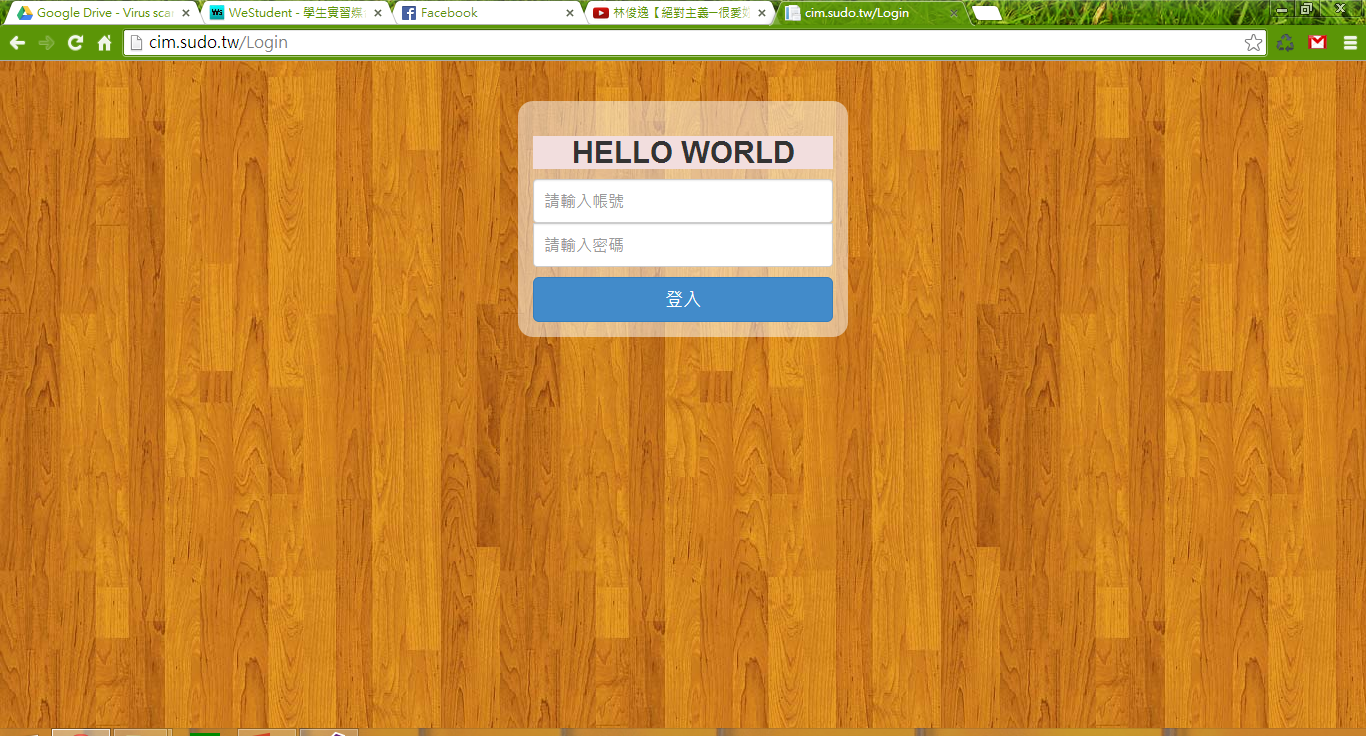 Google Drive - Virus sca
WeStudent - 學生實習媒
Facebook
林俊逸【絕對主義─很愛
cim.sudo.tw/Login
cim.sudo.tw/Login
HELLO WORLD
請輸入帳號
請輸入密碼
登入